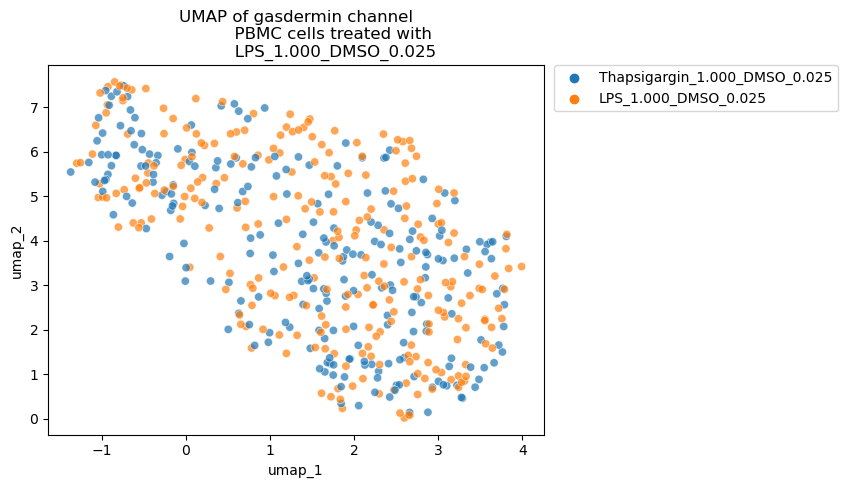 UMAP of gasdermin channel
PBMC cells treated with
LPS_1.000_DMSO_0.025
Thapsigargin_1.000_DMSO_0.025
LPS_1.000_DMSO_0.025
umap_2
7
6
5
4
3
2
1
0
−1
0
1
2
3
4
umap_1